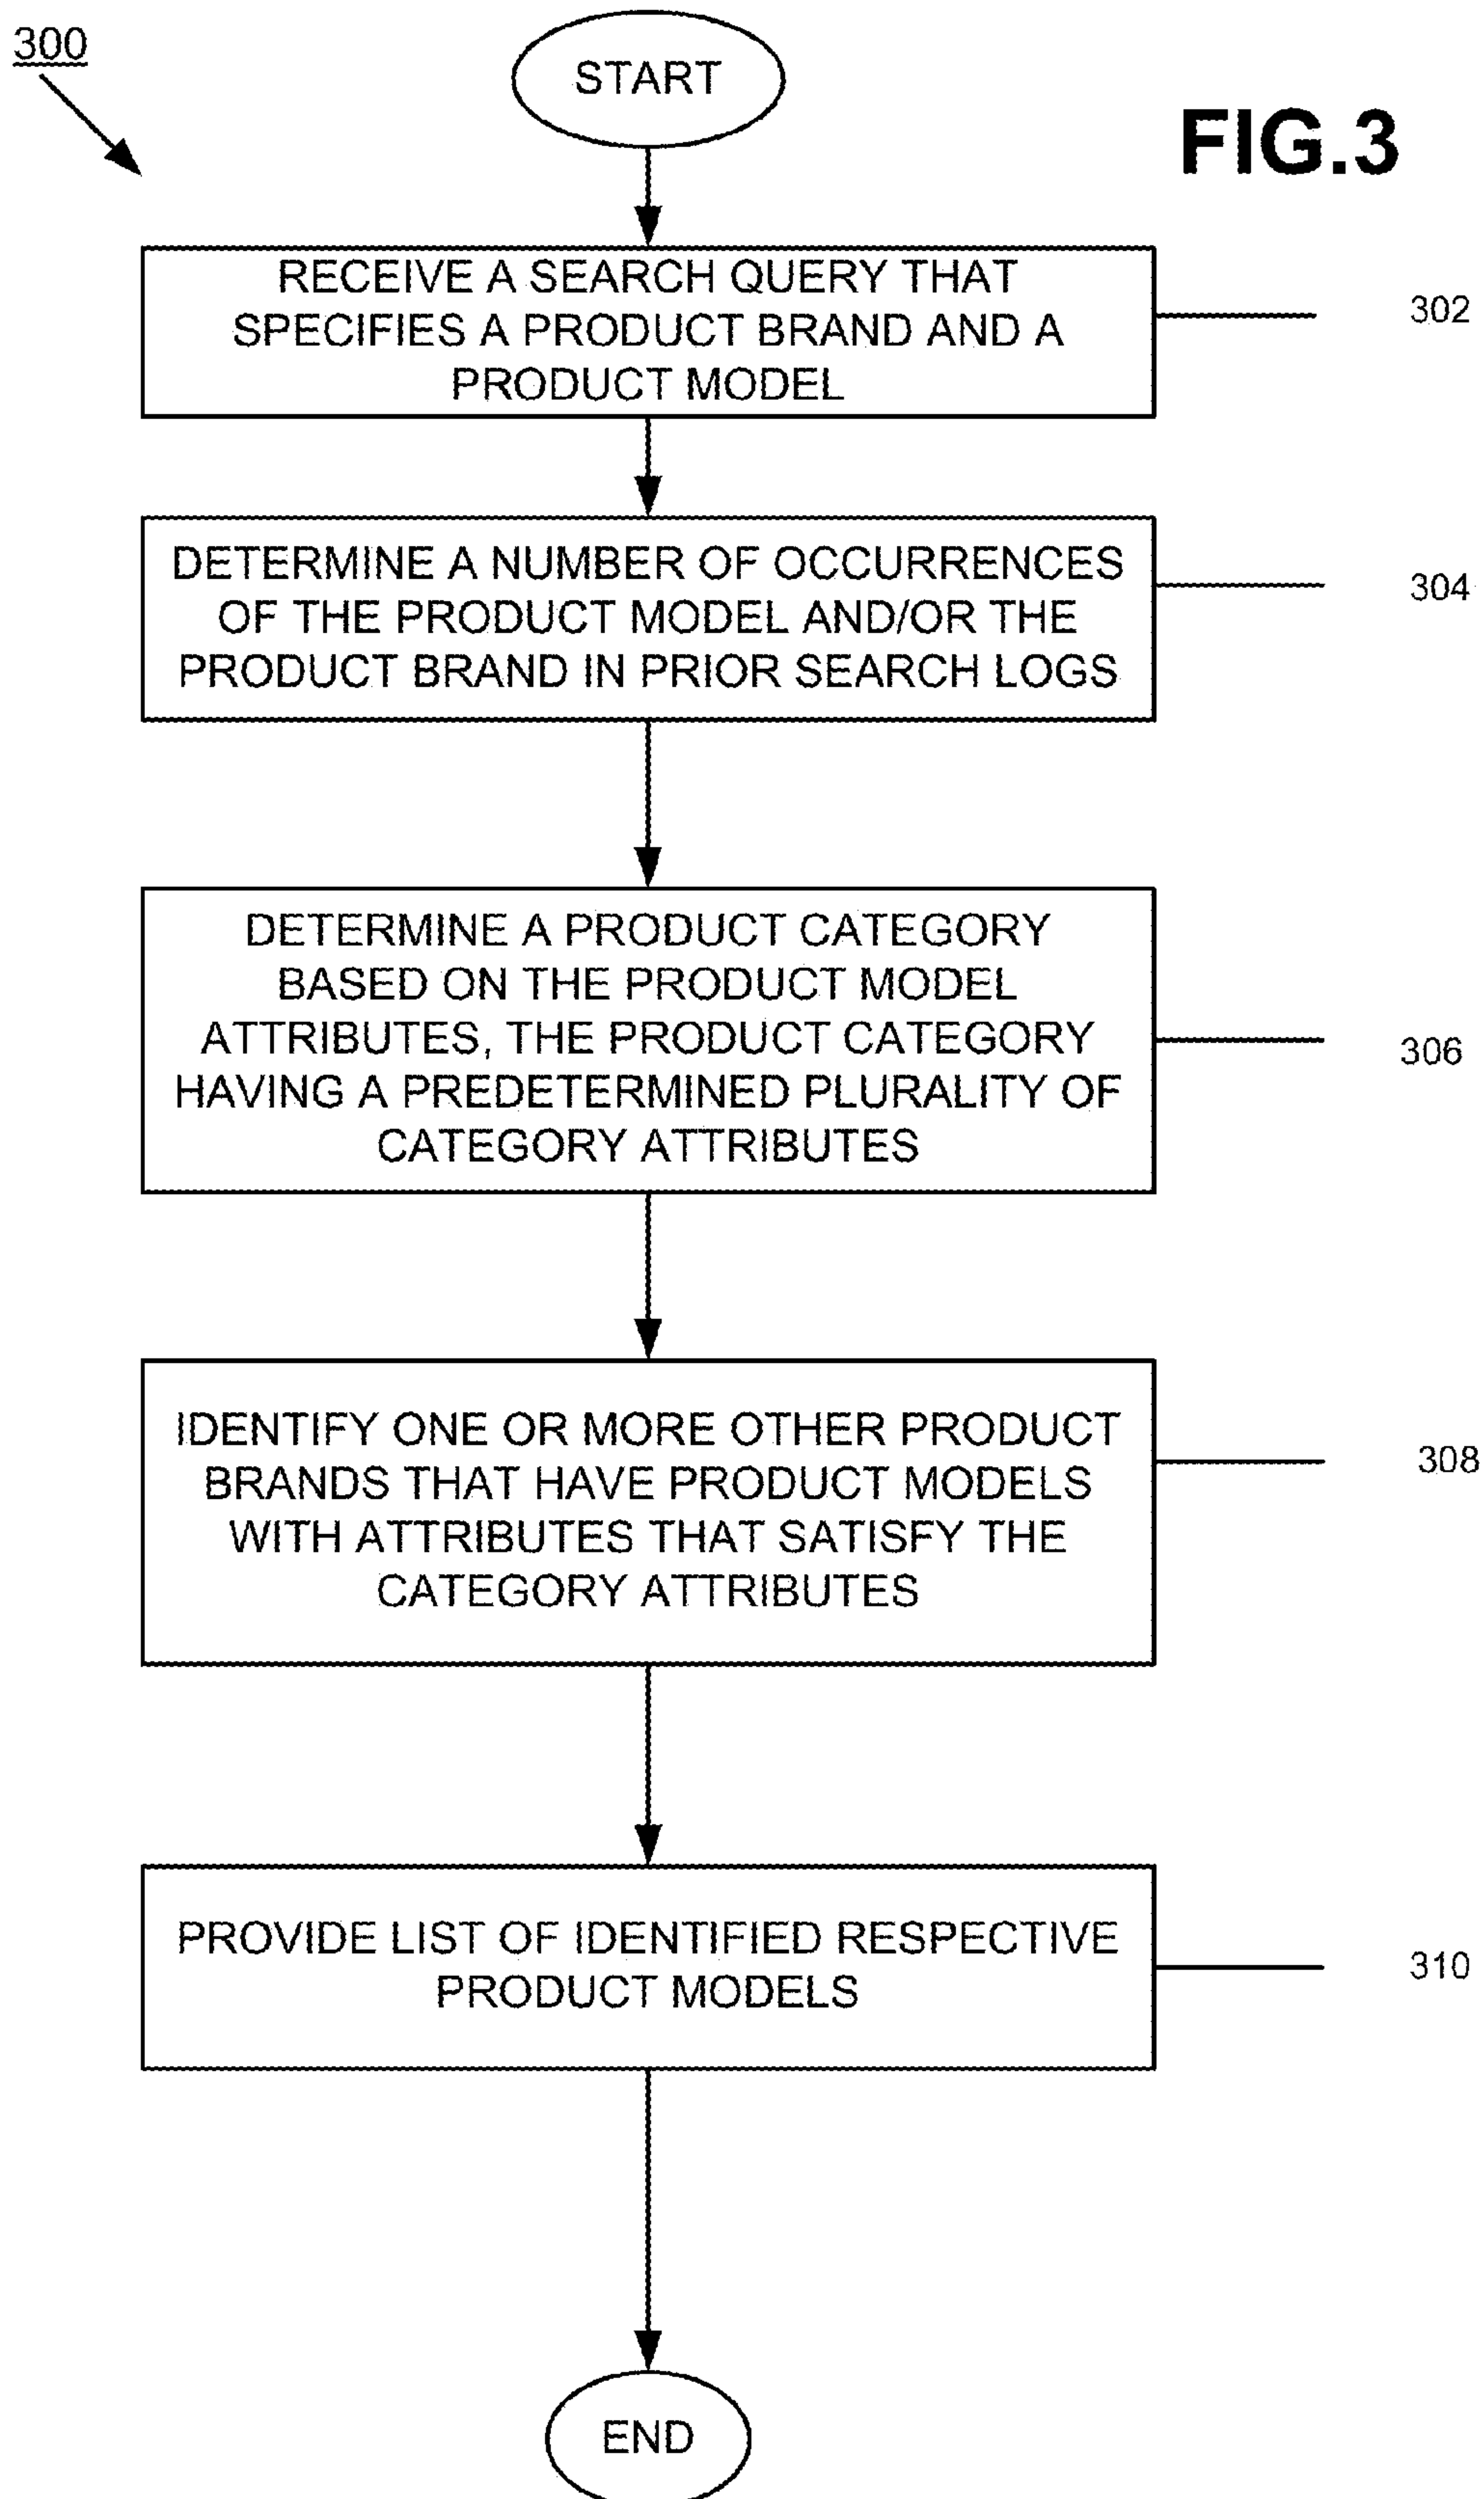 300
START
FIG.3
RECEIVE A SEARCH QUERY THAT
SPECIFIES A PRODUCT BRAND AND A
PRODUCT MODEL
302
DETERMINE A NUMBER OF OCCURRENCES
OF THE PRODUCT MODEL AND/OR THE
PRODUCT BRAND IN PRIOR SEARCH LOGS
304
DETERMINE A PRODUCT CATEGORY
BASED ON THE PRODUCT MODEL
ATTRIBUTES, THE PRODUCT CATEGORY
HAVING A PREDETERMINED PLURALITY OF
CATEGORY ATTRIBUTES
306
IDENTIFY ONE OR MORE OTHER PRODUCT
BRANDS THAT HAVE PRODUCT MODELS
WITH ATTRIBUTES THAT SATISFY THE
CATEGORY ATTRIBUTES
308
PROVIDE LIST OF IDENTIFIED RESPECTIVE
PRODUCT MODELS
310
END